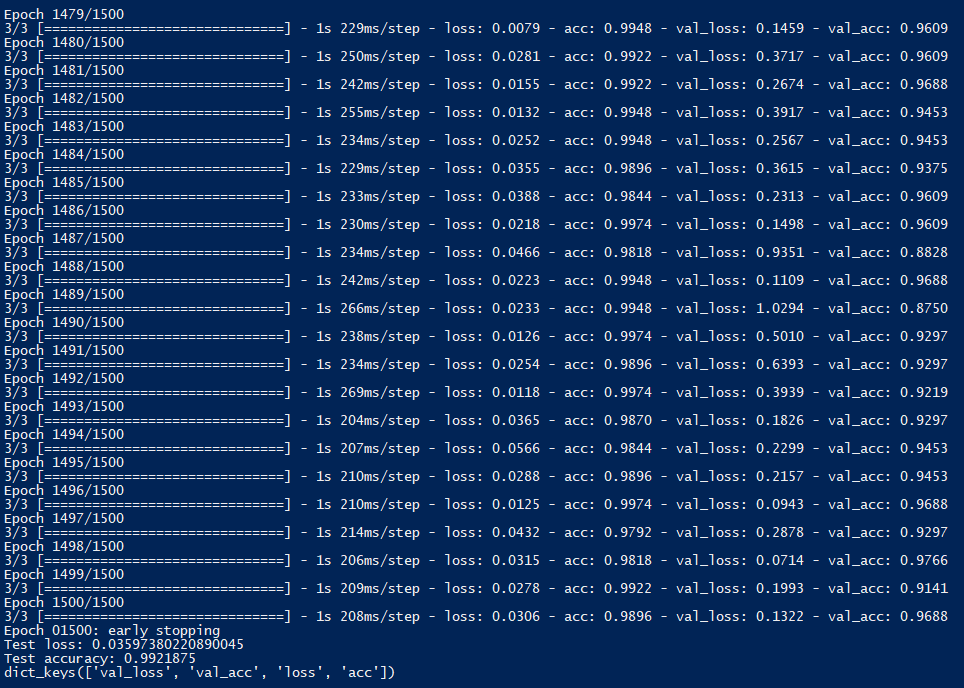 Epoch 1479/1500
3/3 [==============================] - 1s 229ms/step - loss: 0.0079 - acc: 0.9948 - val_loss: 0.1459 - val_acc: 0.9609
Epoch 1480/1500
3/3 [==============================] - 1s 250ms/step - loss: 0.0281 - acc: 0.9922 - val_loss: 0.3717 - val_acc: 0.9609
Epoch 1481/1500
3/3 [==============================] - 1s 242ms/step - loss: 0.0155 - acc: 0.9922 - val_loss: 0.2674 - val_acc: 0.9688
Epoch 1482/1500
3/3 [==============================] - 1s 255ms/step - loss: 0.0132 - acc: 0.9948 - val_loss: 0.3917 - val_acc: 0.9453
Epoch 1483/1500
3/3 [==============================] - 1s 234ms/step - loss: 0.0252 - acc: 0.9948 - val_loss: 0.2567 - val_acc: 0.9453
Epoch 1484/1500
3/3 [==============================] - 1s 229ms/step - loss: 0.0355 - acc: 0.9896 - val_loss: 0.3615 - val_acc: 0.9375
Epoch 1485/1500
3/3 [==============================] - 1s 233ms/step - loss: 0.0388 - acc: 0.9844 - val_loss: 0.2313 - val_acc: 0.9609
Epoch 1486/1500
3/3 [==============================] - 1s 230ms/step - loss: 0.0218 - acc: 0.9974 - val_loss: 0.1498 - val_acc: 0.9609
Epoch 1487/1500
3/3 [==============================] - 1s 234ms/step - loss: 0.0466 - acc: 0.9818 - val_loss: 0.9351 - val_acc: 0.8828
Epoch 1488/1500
3/3 [==============================] - 1s 242ms/step - loss: 0.0223 - acc: 0.9948 - val_loss: 0.1109 - val_acc: 0.9688
Epoch 1489/1500
3/3 [==============================] - 1s 266ms/step - loss: 0.0233 - acc: 0.9948 - val_loss: 1.0294 - val_acc: 0.8750
Epoch 1490/1500
3/3 [==============================] - 1s 238ms/step - loss: 0.0126 - acc: 0.9974 - val_loss: 0.5010 - val_acc: 0.9297
Epoch 1491/1500
3/3 [==============================] - 1s 234ms/step - loss: 0.0254 - acc: 0.9896 - val_loss: 0.6393 - val_acc: 0.9297
Epoch 1492/1500
3/3 [==============================] - 1s 269ms/step - loss: 0.0118 - acc: 0.9974 - val_loss: 0.3939 - val_acc: 0.9219
Epoch 1493/1500
3/3 [==============================] - 1s 204ms/step - loss: 0.0365 - acc: 0.9870 - val_loss: 0.1826 - val_acc: 0.9297
Epoch 1494/1500
3/3 [==============================] - 1s 207ms/step - loss: 0.0566 - acc: 0.9844 - val_loss: 0.2299 - val_acc: 0.9453
Epoch 1495/1500
3/3 [==============================] - 1s 210ms/step - loss: 0.0288 - acc: 0.9896 - val_loss: 0.2157 - val_acc: 0.9453
Epoch 1496/1500
3/3 [==============================] - 1s 210ms/step - loss: 0.0125 - acc: 0.9974 - val_loss: 0.0943 - val_acc: 0.9688
Epoch 1497/1500
3/3 [==============================] - 1s 214ms/step - loss: 0.0432 - acc: 0.9792 - val_loss: 0.2878 - val_acc: 0.9297
Epoch 1498/1500
3/3 [==============================] - 1s 206ms/step - loss: 0.0315 - acc: 0.9818 - val_loss: 0.0714 - val_acc: 0.9766
Epoch 1499/1500
3/3 [==============================] - 1s 209ms/step - loss: 0.0278 - acc: 0.9922 - val_loss: 0.1993 - val_acc: 0.9141
Epoch 1500/1500
3/3 [==============================] - 1s 208ms/step - loss: 0.0306 - acc: 0.9896 - val_loss: 0.1322 - val_acc: 0.9688
Epoch 01500: early stopping
Test loss: 0.03597380220890045
Test accuracy: 0.9921875
dict_keys(['val_loss', 'val_acc', 'loss', 'acc'])